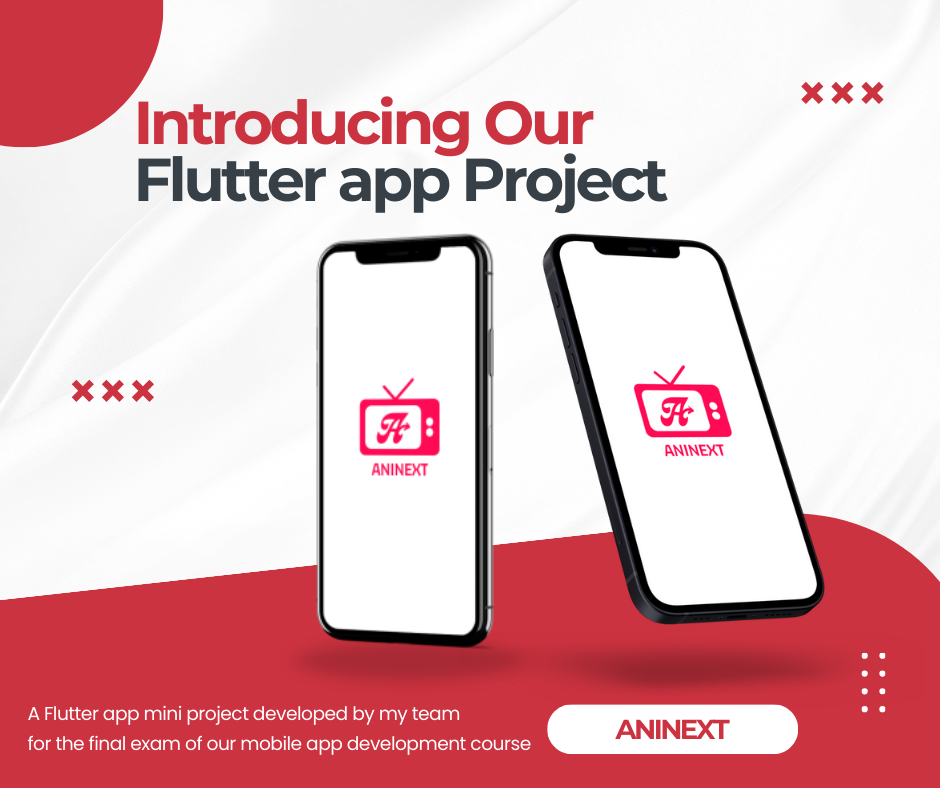 Introducing Our
Flutter app Project
A
ANINEXT
A
ANINEXT
A Flutter app mini project developed by my team
for the final exam of our mobile app development course
ANINEXT